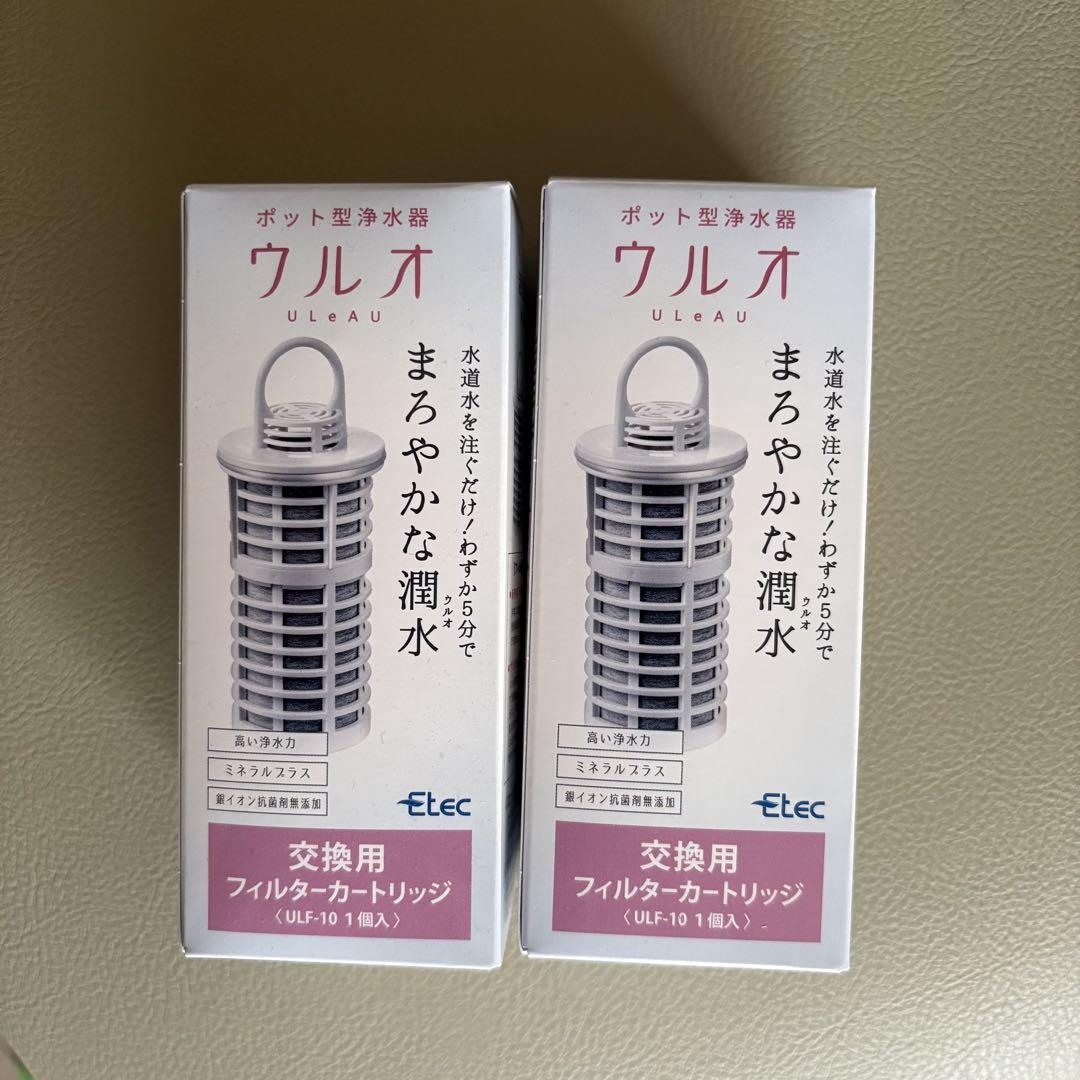 ポット型浄水器
ウルオ
ULeAU
水道水を注ぐだけ!わずか5分で
まろやかな潤水
ウルオ
高い浄水力
ミネラルプラス
銀イオン抗菌剤無添加
Etec
交換用
フィルターカートリッジ
〈ULF-10 1個入〉
ポット型浄水器
ウルオ
ULeAU
水道水を注ぐだけ!わずか5分で
まろやかな潤水
ウルオ
高い浄水力
ミネラルプラス
銀イオン抗菌剤無添加
Etec
交換用
フィルターカートリッジ
〈ULF-10 1個入〉